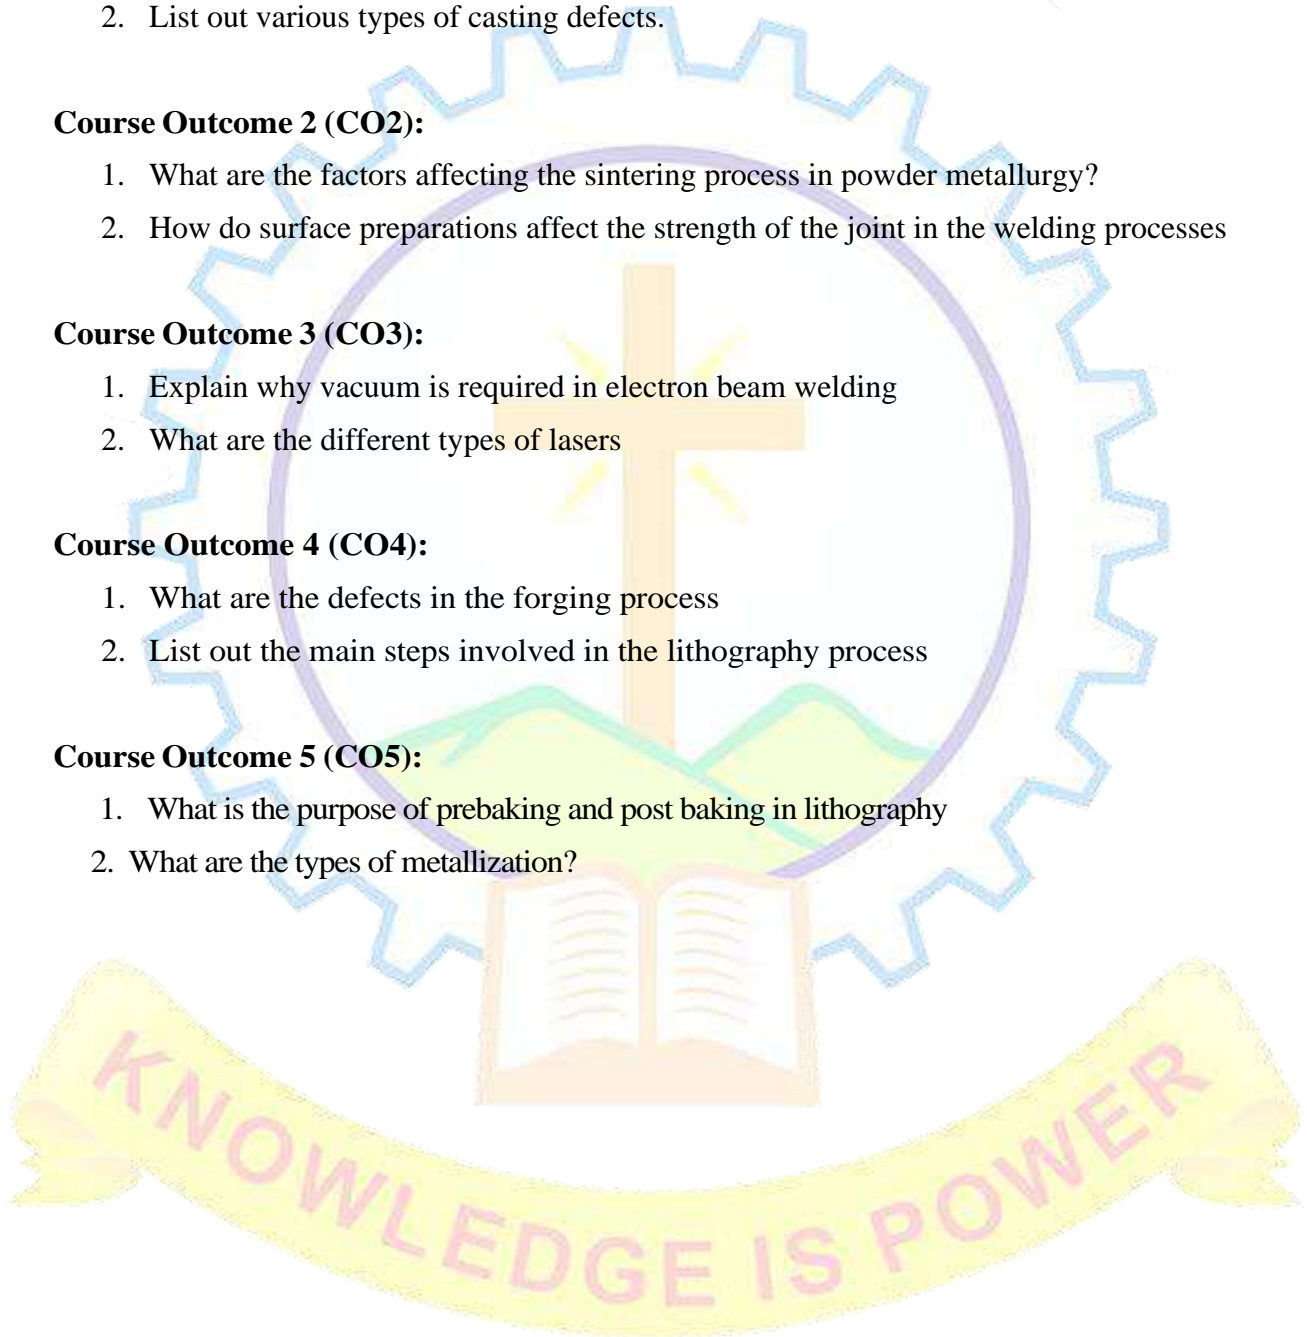 2. List out various types of casting defects.
Course Outcome 2 (CO2):
1. What are the factors affecting the sintering process in powder metallurgy?
2. How do surface preparations affect the strength of the joint in the welding processes
Course Outcome 3 (CO3):
1. Explain why vacuum is required in electron beam welding
2. What are the different types of lasers
Course Outcome 4 (CO4):
1. What are the defects in the forging process
2. List out the main steps involved in the lithography process
Course Outcome 5 (CO5):
1. What is the purpose of prebaking and post baking in lithography
2. What are the types of metallization?
KNOWLEDGE IS POWER